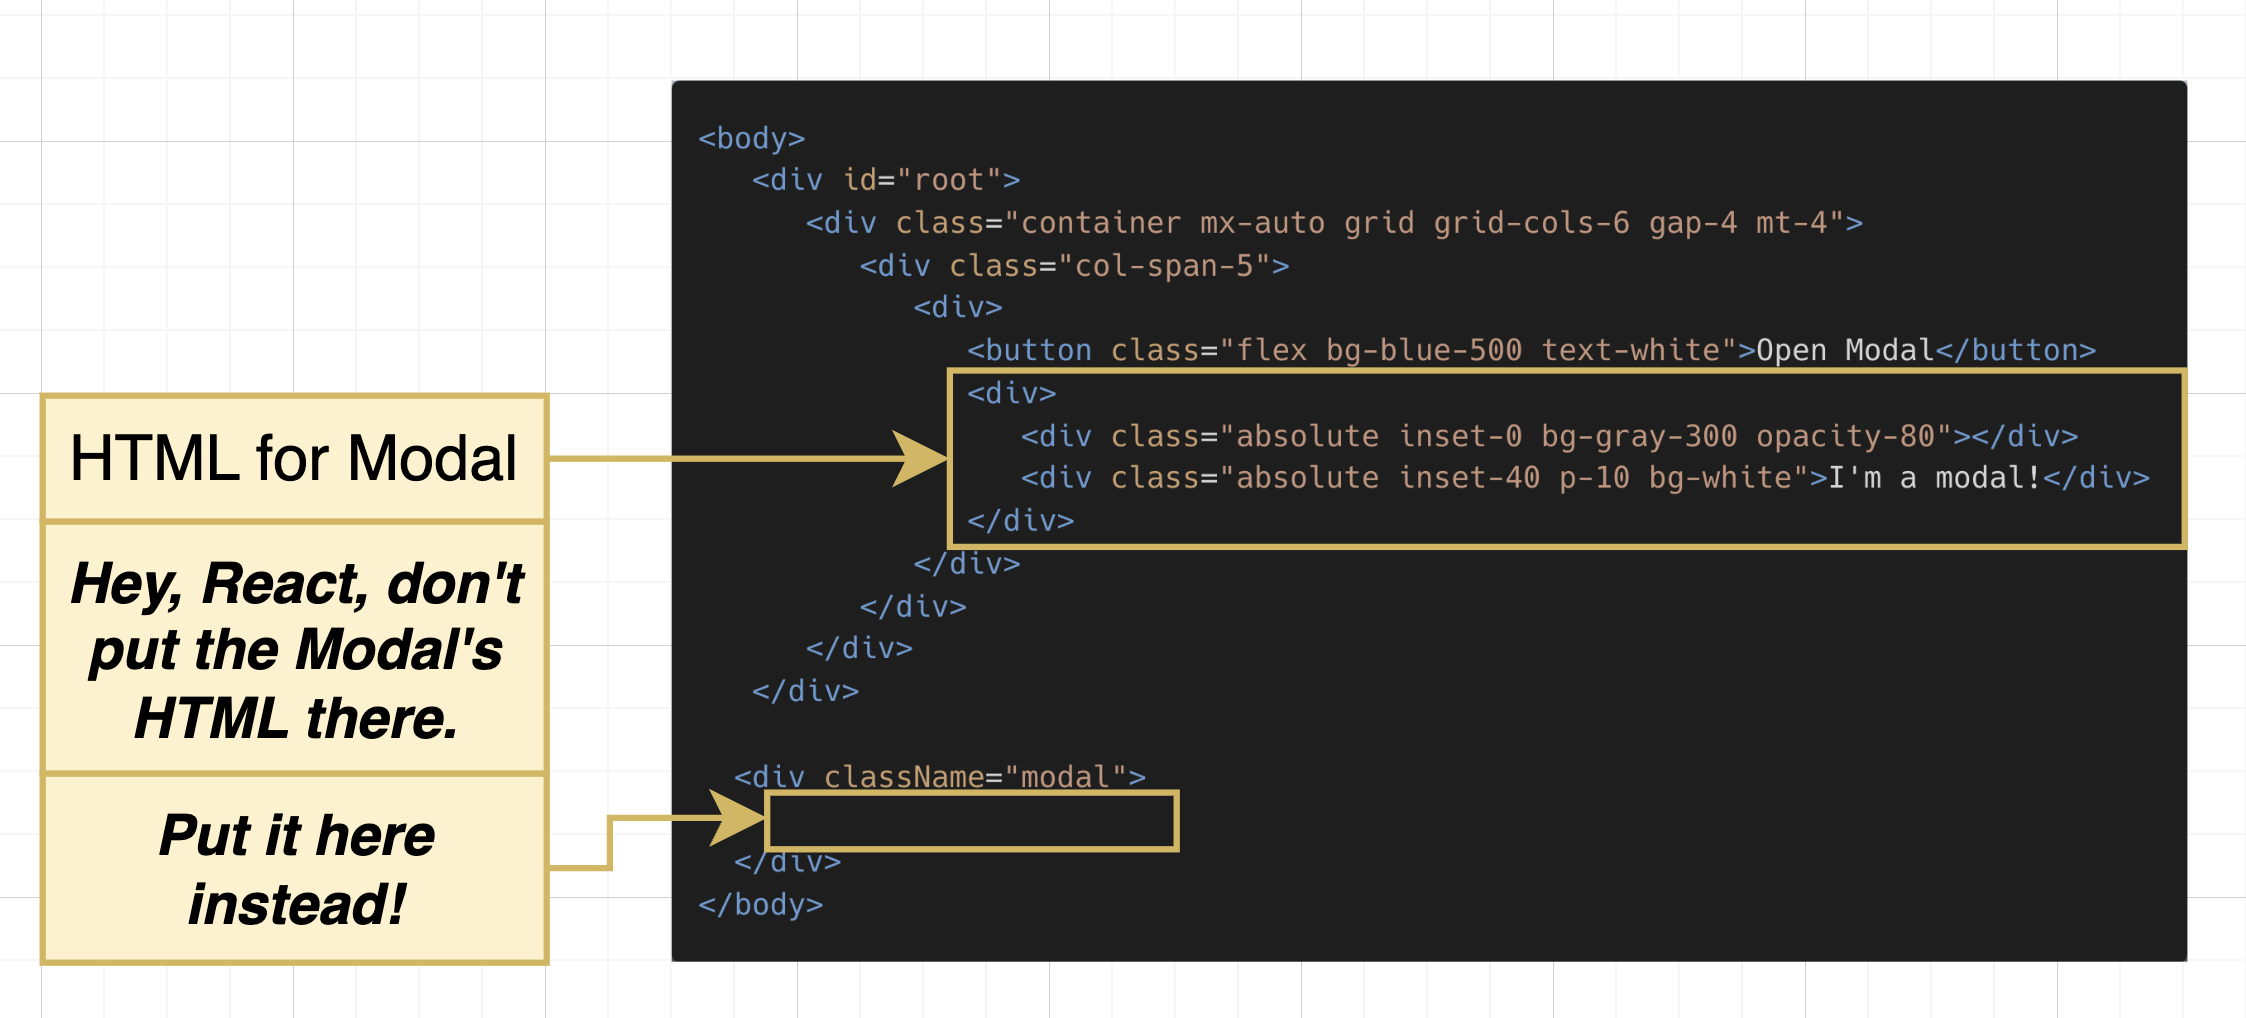 HTML for Modal
Hey, React, don't
put the Modal's
HTML there.
Put it here
instead!
<body>
<div id="root">
<div class="container mx-auto grid grid-cols-6 gap-4 mt-4">
<div class="col-span-5">
<div>
<button class="flex bg-blue-500 text-white">Open Modal</button>
<div>
<div class="absolute inset-0 bg-gray-300 opacity-80"></div>
<div class="absolute inset-40 p-10 bg-white">I'm a modal!</div>
</div>
</div>
</div>
</div>
</div>
<div className="modal">
</div>
</body>